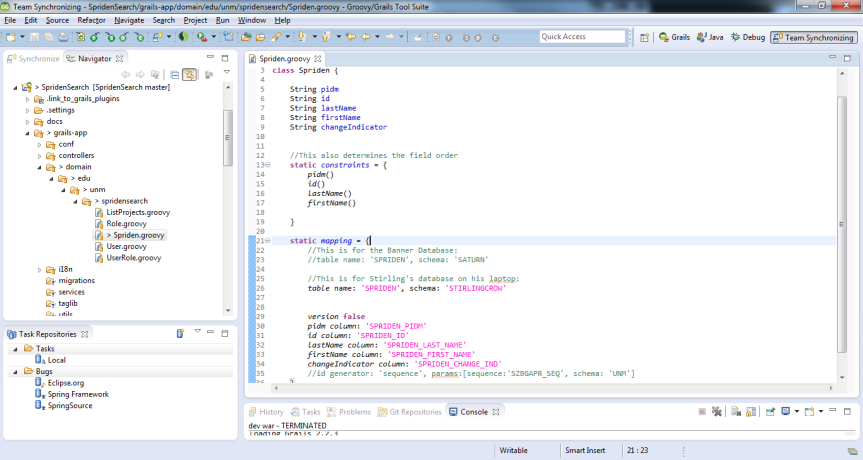 Team Synchronizing - SpridenSearch/grails-app/domain/edu/unm/spridensearch/Spriden.groovy - Groovy/Grails Tool Suite
File Edit Source Refactor Navigate Search Project Run Window Help
Quick Access
Grails Java Debug Team Synchronizing
Synchronize Navigator
> SpridenSearch [SpridenSearch master]
.link_to_grails_plugins
.settings
docs
> grails-app
conf
controllers
> domain
> edu
> unm
> spridensearch
ListProjects.groovy
Role.groovy
> Spriden.groovy
User.groovy
UserRole.groovy
i18n
migrations
services
taglib
utils
Task Repositories
Tasks
Local
Bugs
Eclipse.org
Spring Framework
SpringSource
Spriden.groovy
3 class Spriden {
4
5 String pidm
6 String id
7 String lastName
8 String firstName
9 String changeIndicator
10
11
12 //This also determines the field order
13 static constraints = {
14 pidm()
15 id()
16 lastName()
17 firstName()
18
19 }
20
21 static mapping = {
22 //This is for the Banner Database:
23 //table name: 'SPRIDEN', schema: 'SATURN'
24
25 //This is for Stirling's database on his laptop:
26 table name: 'SPRIDEN', schema: 'STIRLINGCROW'
27
28
29 version false
30 pidm column: 'SPRIDEN_PIDM'
31 id column: 'SPRIDEN_ID'
32 lastName column: 'SPRIDEN_LAST_NAME'
33 firstName column: 'SPRIDEN_FIRST_NAME'
34 changeIndicator column: 'SPRIDEN_CHANGE_IND'
35 //id generator: 'sequence', params:[sequence:'SZBGAPR_SEQ', schema: 'UNM']
36 }
History Tasks Problems Git Repositories Console
dev war - TERMINATED
Loading Grails 2.2.3
Writable Smart Insert 21 : 23